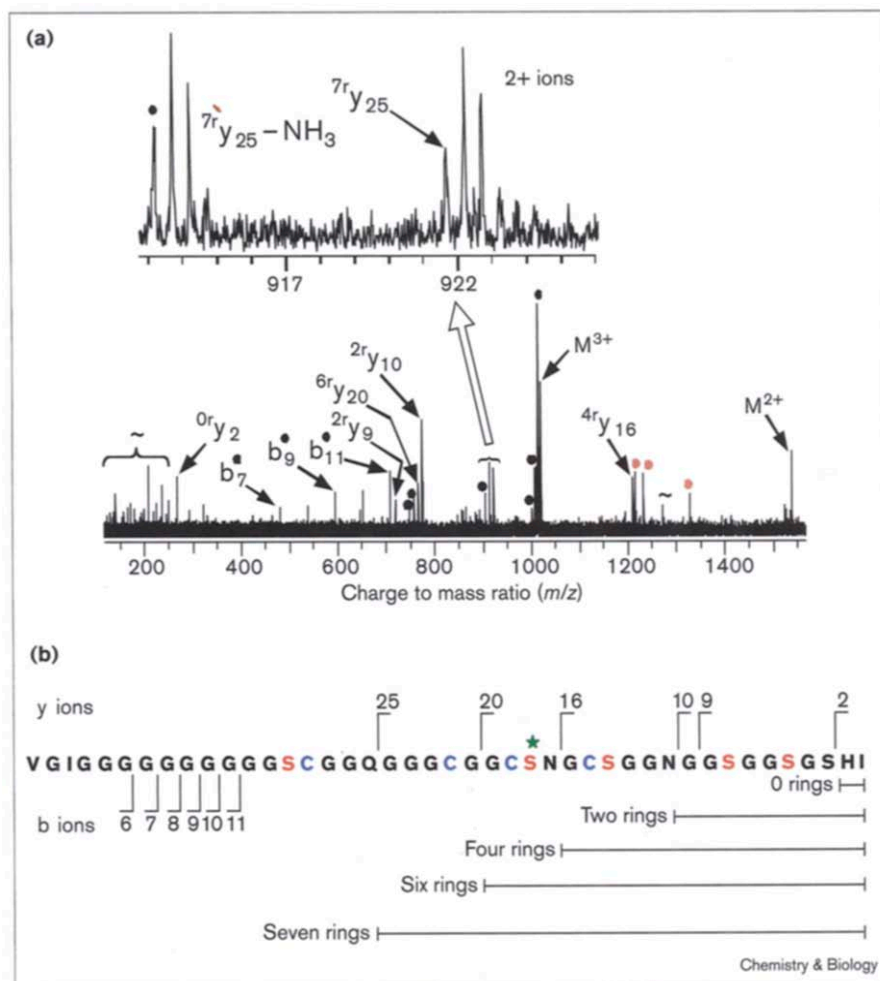 (a)
⁷ʳy₂₅ – NH₃
⁷ʳy₂₅
2+ ions
917 922
⁰ʳy₂
b₇
b₉
b₁₁
²ʳy₉
⁶ʳy₂₀
²ʳy₁₀
M³⁺
⁴ʳy₁₆
M²⁺
~
~
200 400 600 800 1000 1200 1400
Charge to mass ratio (m/z)
(b)
y ions 25 20 16 10 9 2
V G I G G G G G G G G G G S C G G Q G G G C G G C S N G C S G G N G G S G G S G S H I
b ions 6 7 8 9 10 11
0 rings
Two rings
Four rings
Six rings
Seven rings
Chemistry & Biology